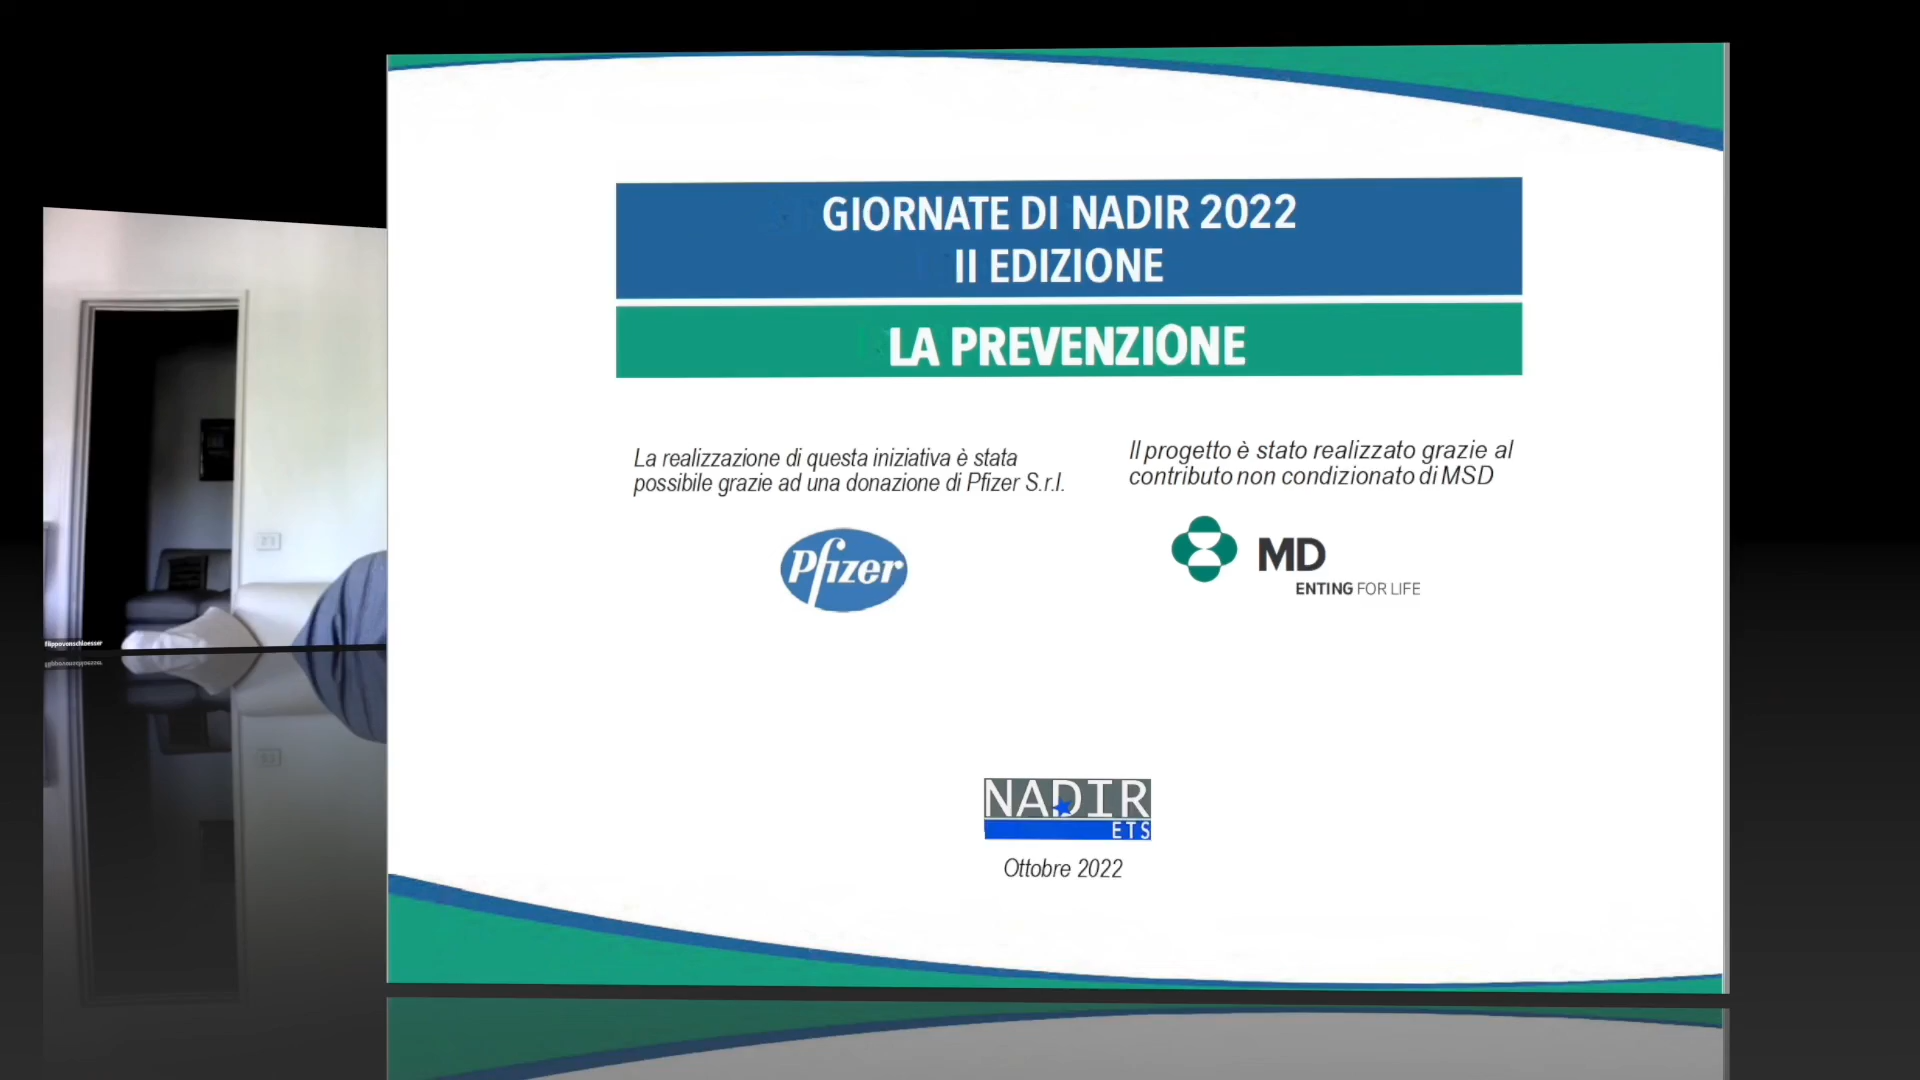 GIORNATE DI NADIR 2022
II EDIZIONE
LA PREVENZIONE
La realizzazione di questa iniziativa è stata
possibile grazie ad una donazione di Pfizer S.r.l.
Il progetto è stato realizzato grazie al
contributo non condizionato di MSD
Pfizer
MD
ENTING FOR LIFE
filippovonschloesser
NADIR
ETS
Ottobre 2022